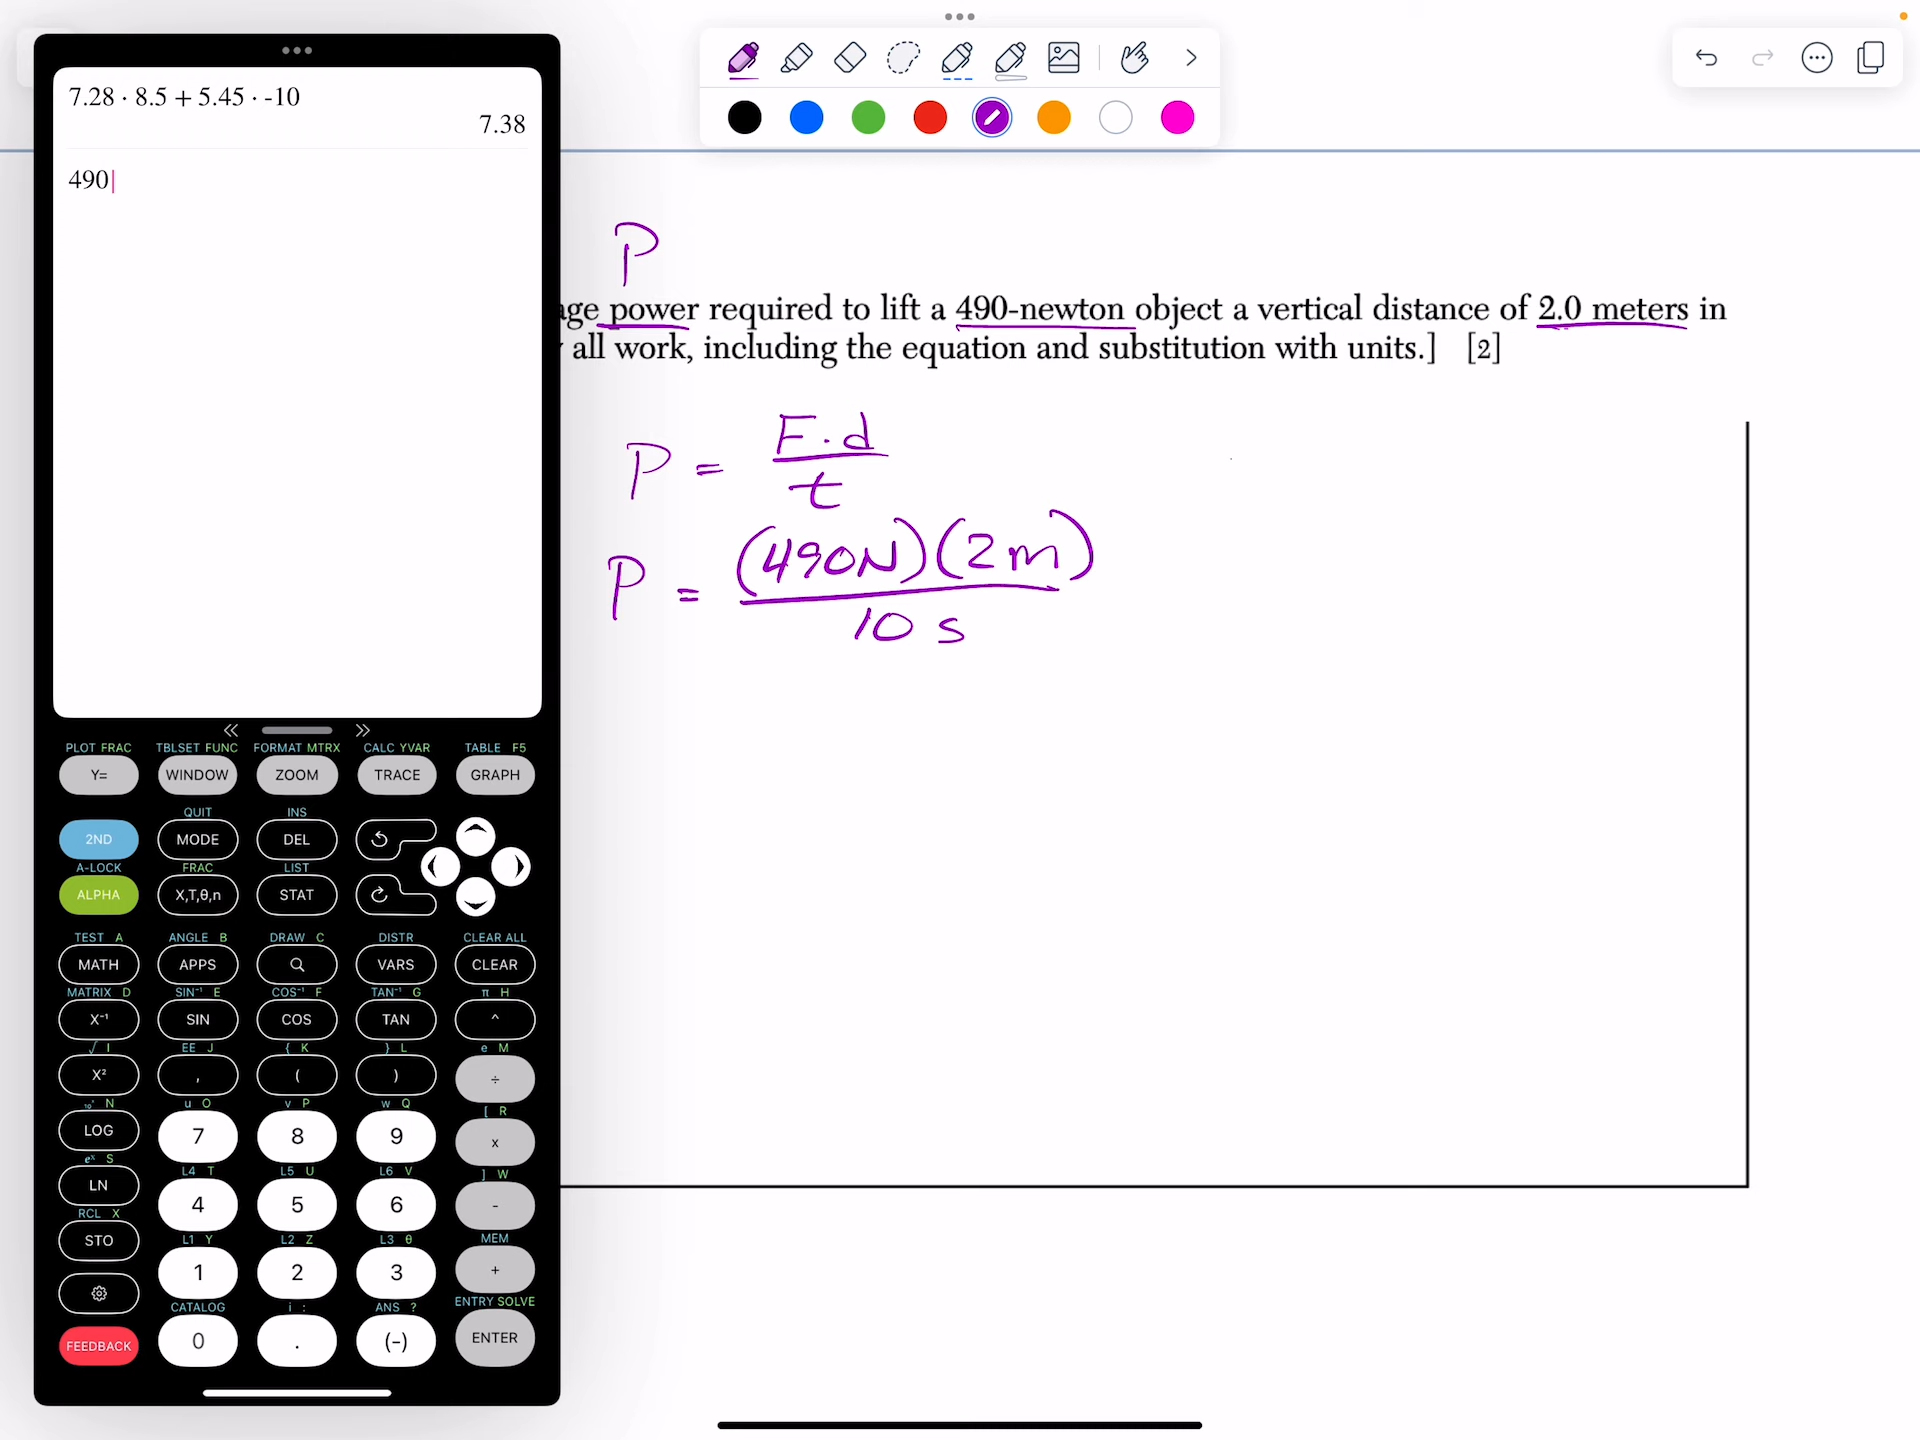 7.28 · 8.5 + 5.45 · -10
7.38
490
P
age power required to lift a 490-newton object a vertical distance of 2.0 meters in
all work, including the equation and substitution with units.] [2]
P = F·d
t
P = (490N)(2m)
10 s
PLOT FRAC TBLSET FUNC FORMAT MTRX CALC YVAR TABLE F5
Y= WINDOW ZOOM TRACE GRAPH
QUIT INS
2ND MODE DEL
A-LOCK FRAC LIST
ALPHA X,T,θ,n STAT
TEST A ANGLE B DRAW C DISTR CLEAR ALL
MATH APPS VARS CLEAR
MATRIX D SIN⁻¹ E COS⁻¹ F TAN⁻¹ G π H
X⁻¹ SIN COS TAN ^
√ I EE J { K } L e M
X² , ( ) ÷
N u O v P w Q [ R
LOG 7 8 9 x
eˣ S L4 T L5 U L6 V ] W
LN 4 5 6 -
RCL X L1 Y L2 Z L3 θ MEM
STO 1 2 3 +
CATALOG i : ANS ? ENTRY SOLVE
FEEDBACK 0 . (-) ENTER